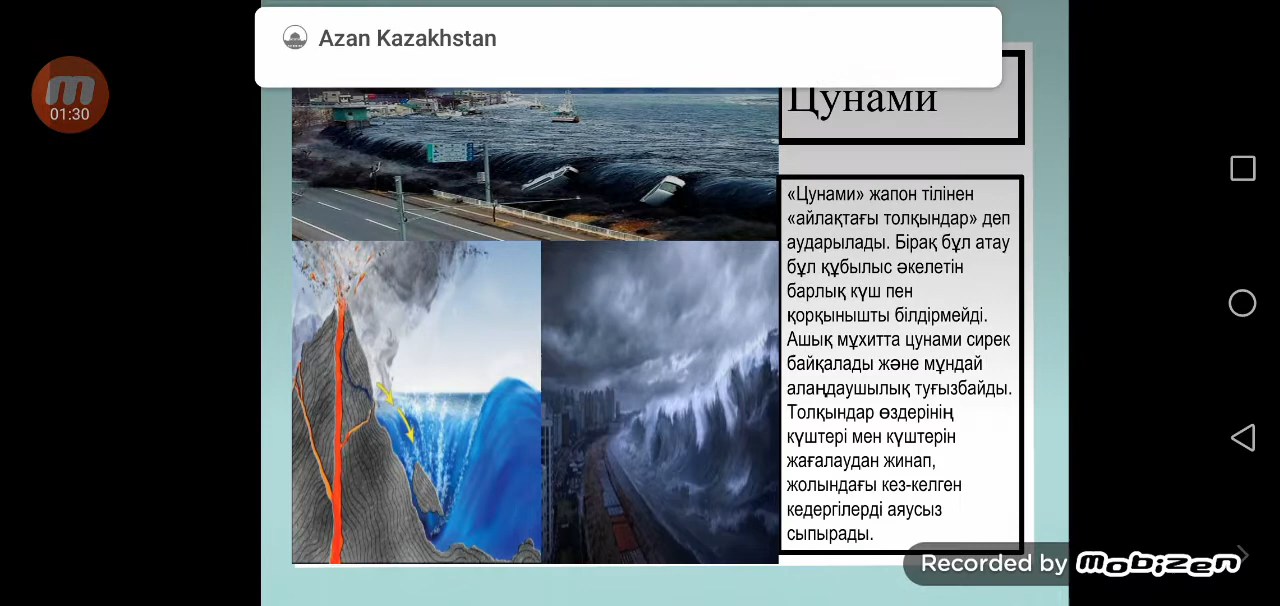 Azan Kazakhstan
01:30
Цунами
«Цунами» жапон тілінен
«айлақтағы толқындар» деп
аударылады. Бірақ бұл атау
бұл құбылыс әкелетін
барлық күш пен
қорқынышты білдірмейді.
Ашық мұхитта цунами сирек
байқалады және мұндай
алаңдаушылық туғызбайды.
Толқындар өздерінің
күштері мен күштерін
жағалаудан жинап,
жолындағы кез-келген
кедергілерді аяусыз
сыпырады.
Recorded by mobizen